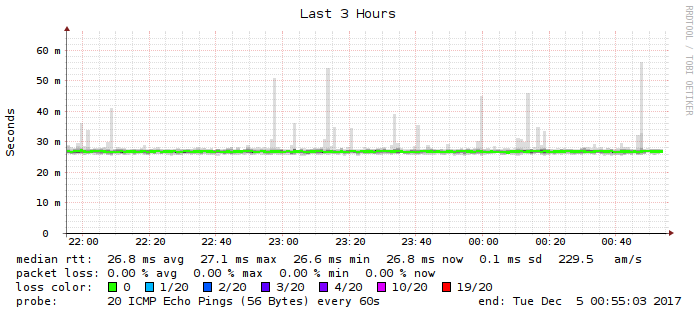 Last 3 Hours
RRDTOOL / TOBI OETIKER
Seconds
60 m
50 m
40 m
30 m
20 m
10 m
0
22:00 22:20 22:40 23:00 23:20 23:40 00:00 00:20 00:40
median rtt: 26.8 ms avg 27.1 ms max 26.6 ms min 26.8 ms now 0.1 ms sd 229.5 am/s
packet loss: 0.00 % avg 0.00 % max 0.00 % min 0.00 % now
loss color: 0 1/20 2/20 3/20 4/20 10/20 19/20
probe: 20 ICMP Echo Pings (56 Bytes) every 60s end: Tue Dec 5 00:55:03 2017